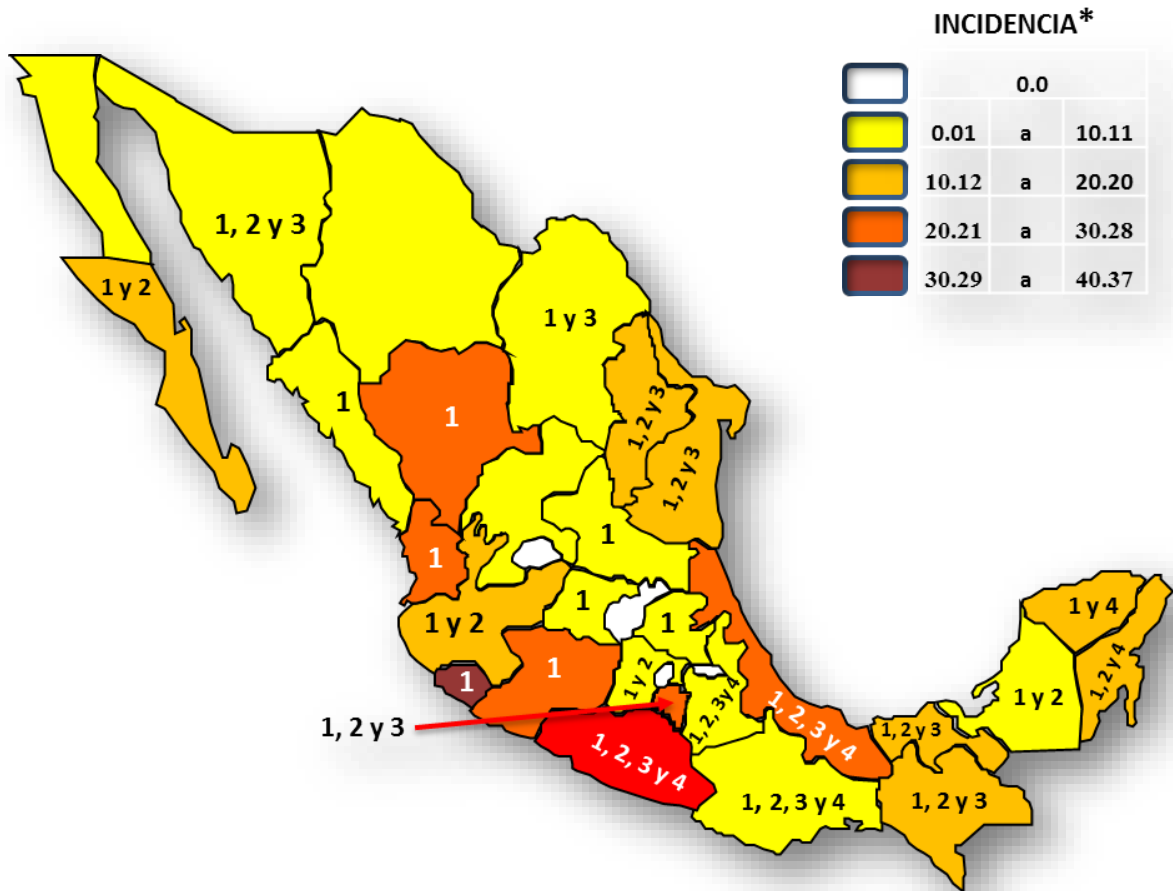 INCIDENCIA*
0.0
0.01 a 10.11
10.12 a 20.20
20.21 a 30.28
30.29 a 40.37
1, 2 y 3
1 y 2
1 y 3
1
1
1, 2 y 3
1, 2 y 3
1
1
1
1
1 y 2
1 y 4
1, 2 y 4
1 y 2
1
1
1 y 2
1, 2, 3y 4
1, 2, 3 y 4
1, 2 y 3
1, 2 y 3
1, 2, 3 y 4
1, 2, 3 y 4
1, 2 y 3